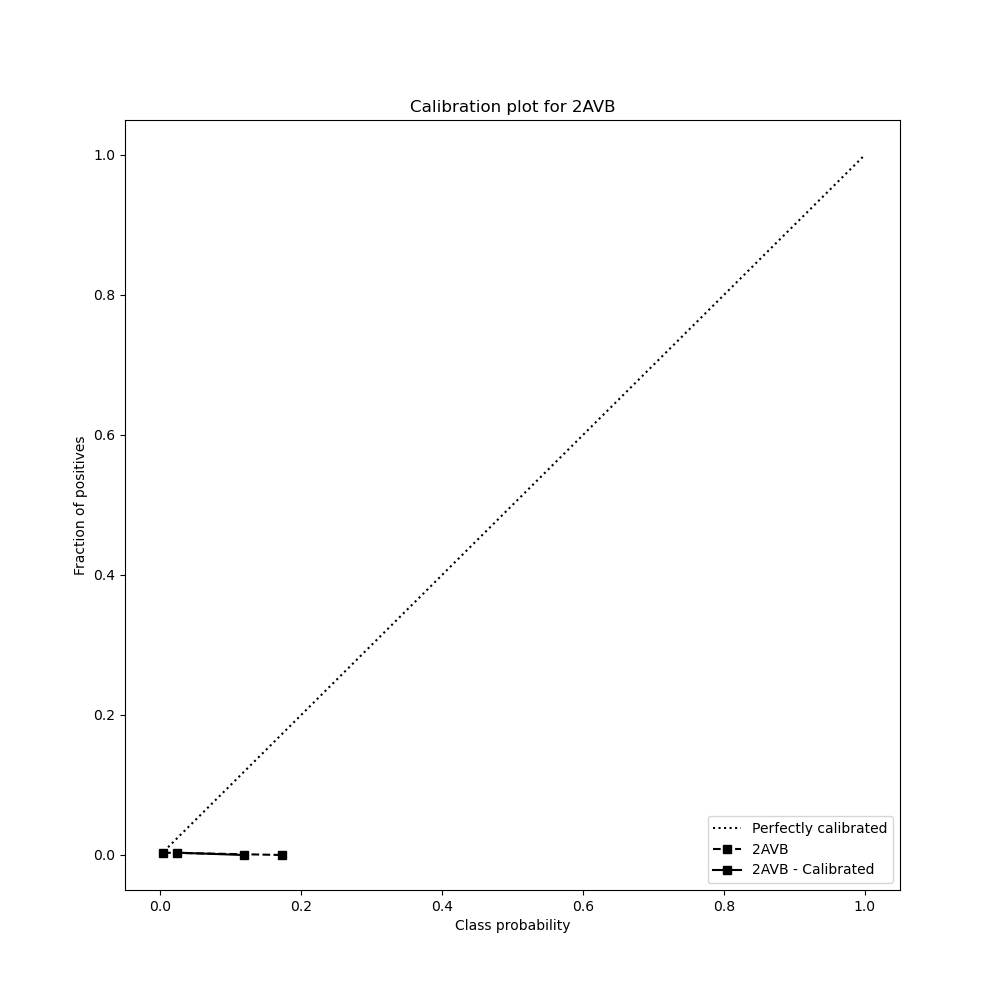 Calibration plot for 2AVB
1.0
0.8
0.6
0.4
0.2
0.0
Fraction of positives
0.0 0.2 0.4 0.6 0.8 1.0
Class probability
Perfectly calibrated
2AVB
2AVB - Calibrated